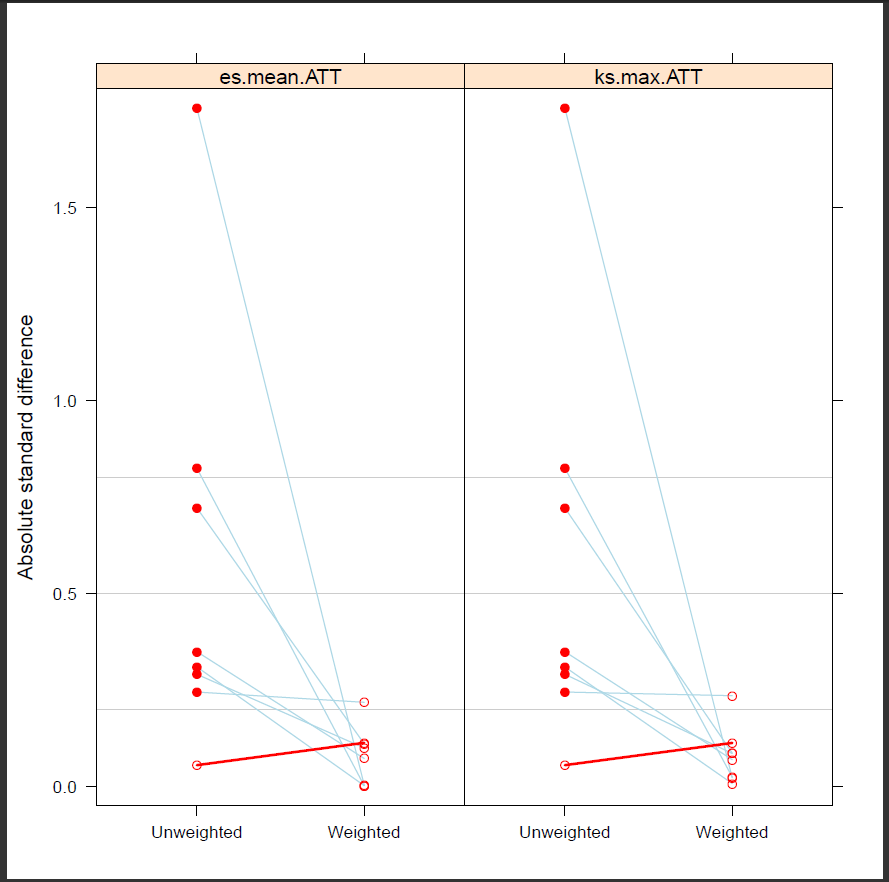 es.mean.ATT ks.max.ATT
1.5
1.0
0.5
0.0
Absolute standard difference
Unweighted Weighted Unweighted Weighted